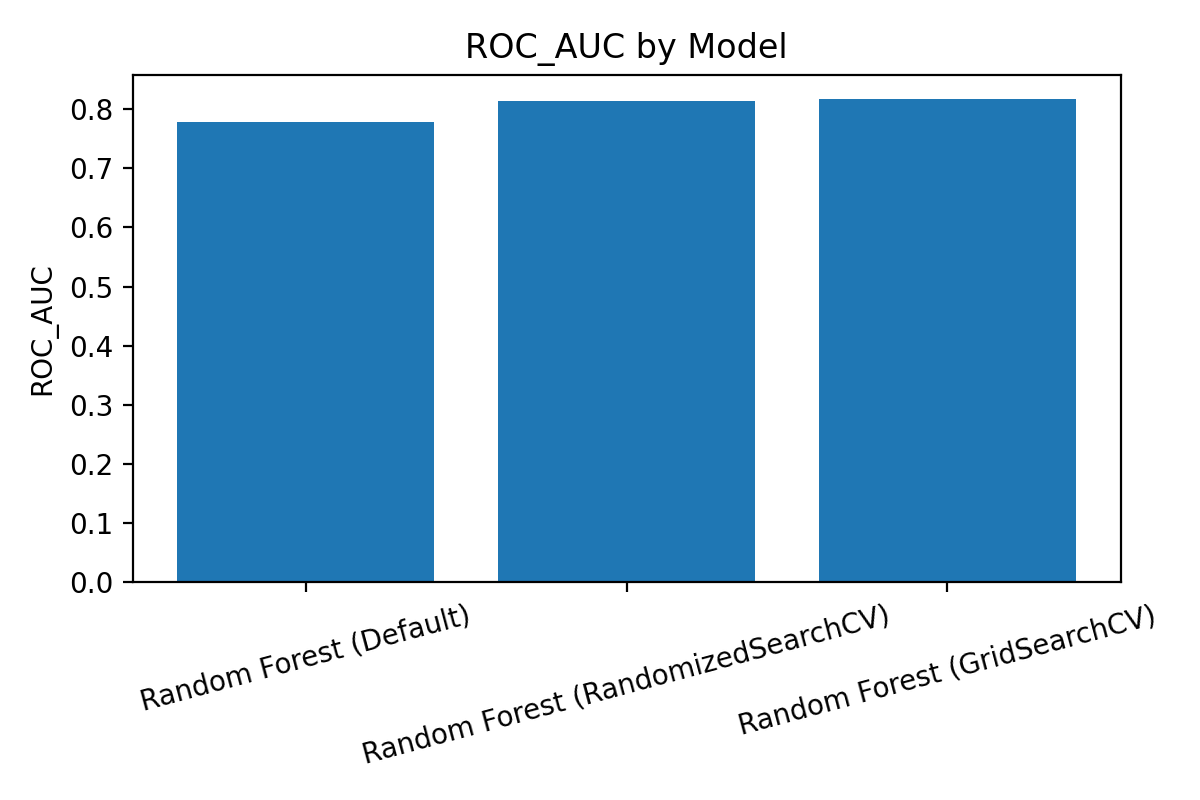 ROC_AUC by Model
ROC_AUC
0.8
0.7
0.6
0.5
0.4
0.3
0.2
0.1
0.0
Random Forest (Default)
Random Forest (RandomizedSearchCV)
Random Forest (GridSearchCV)